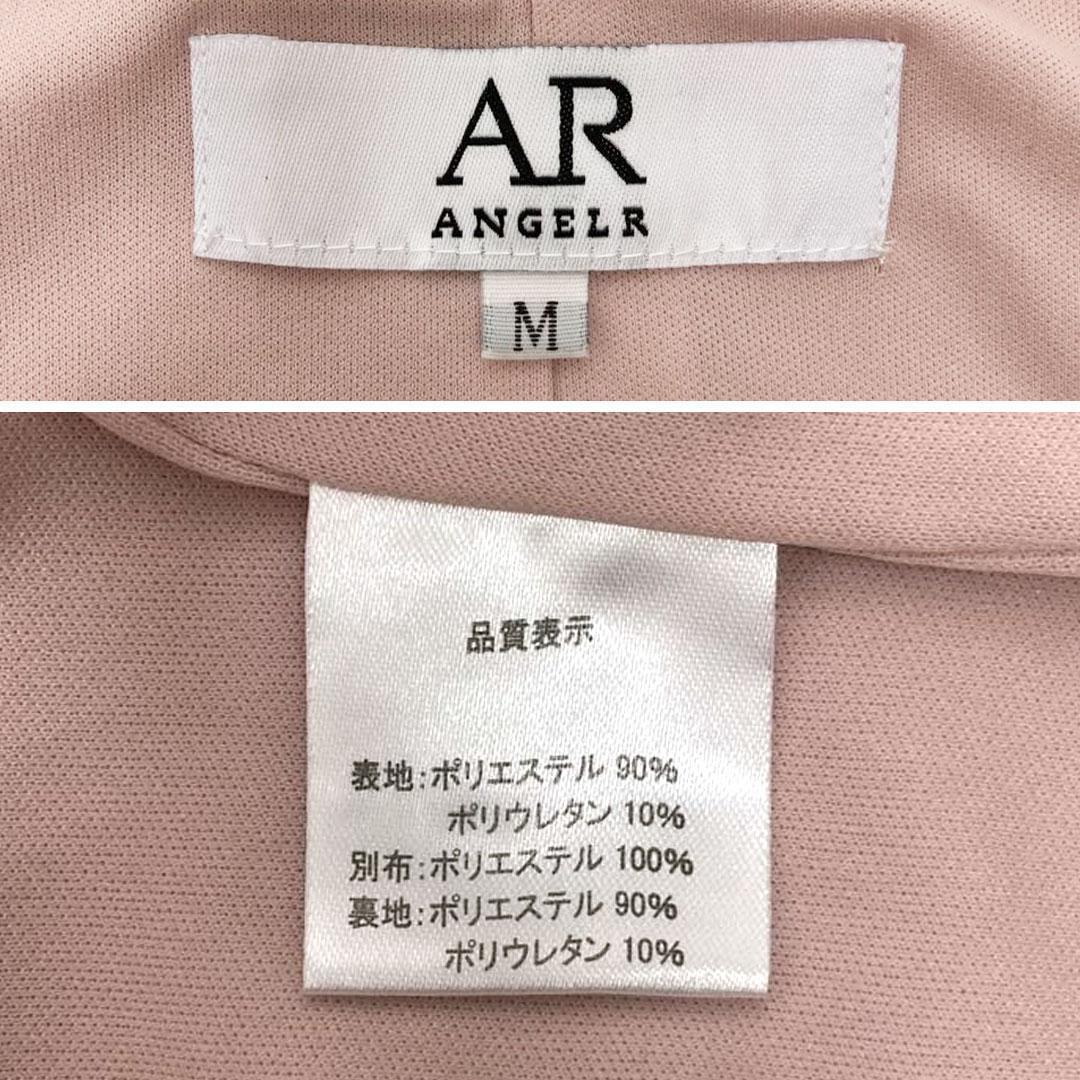 AR
ANGELR
M
品質表示
表地:ポリエステル 90%
ポリウレタン 10%
別布:ポリエステル 100%
裏地:ポリエステル 90%
ポリウレタン 10%